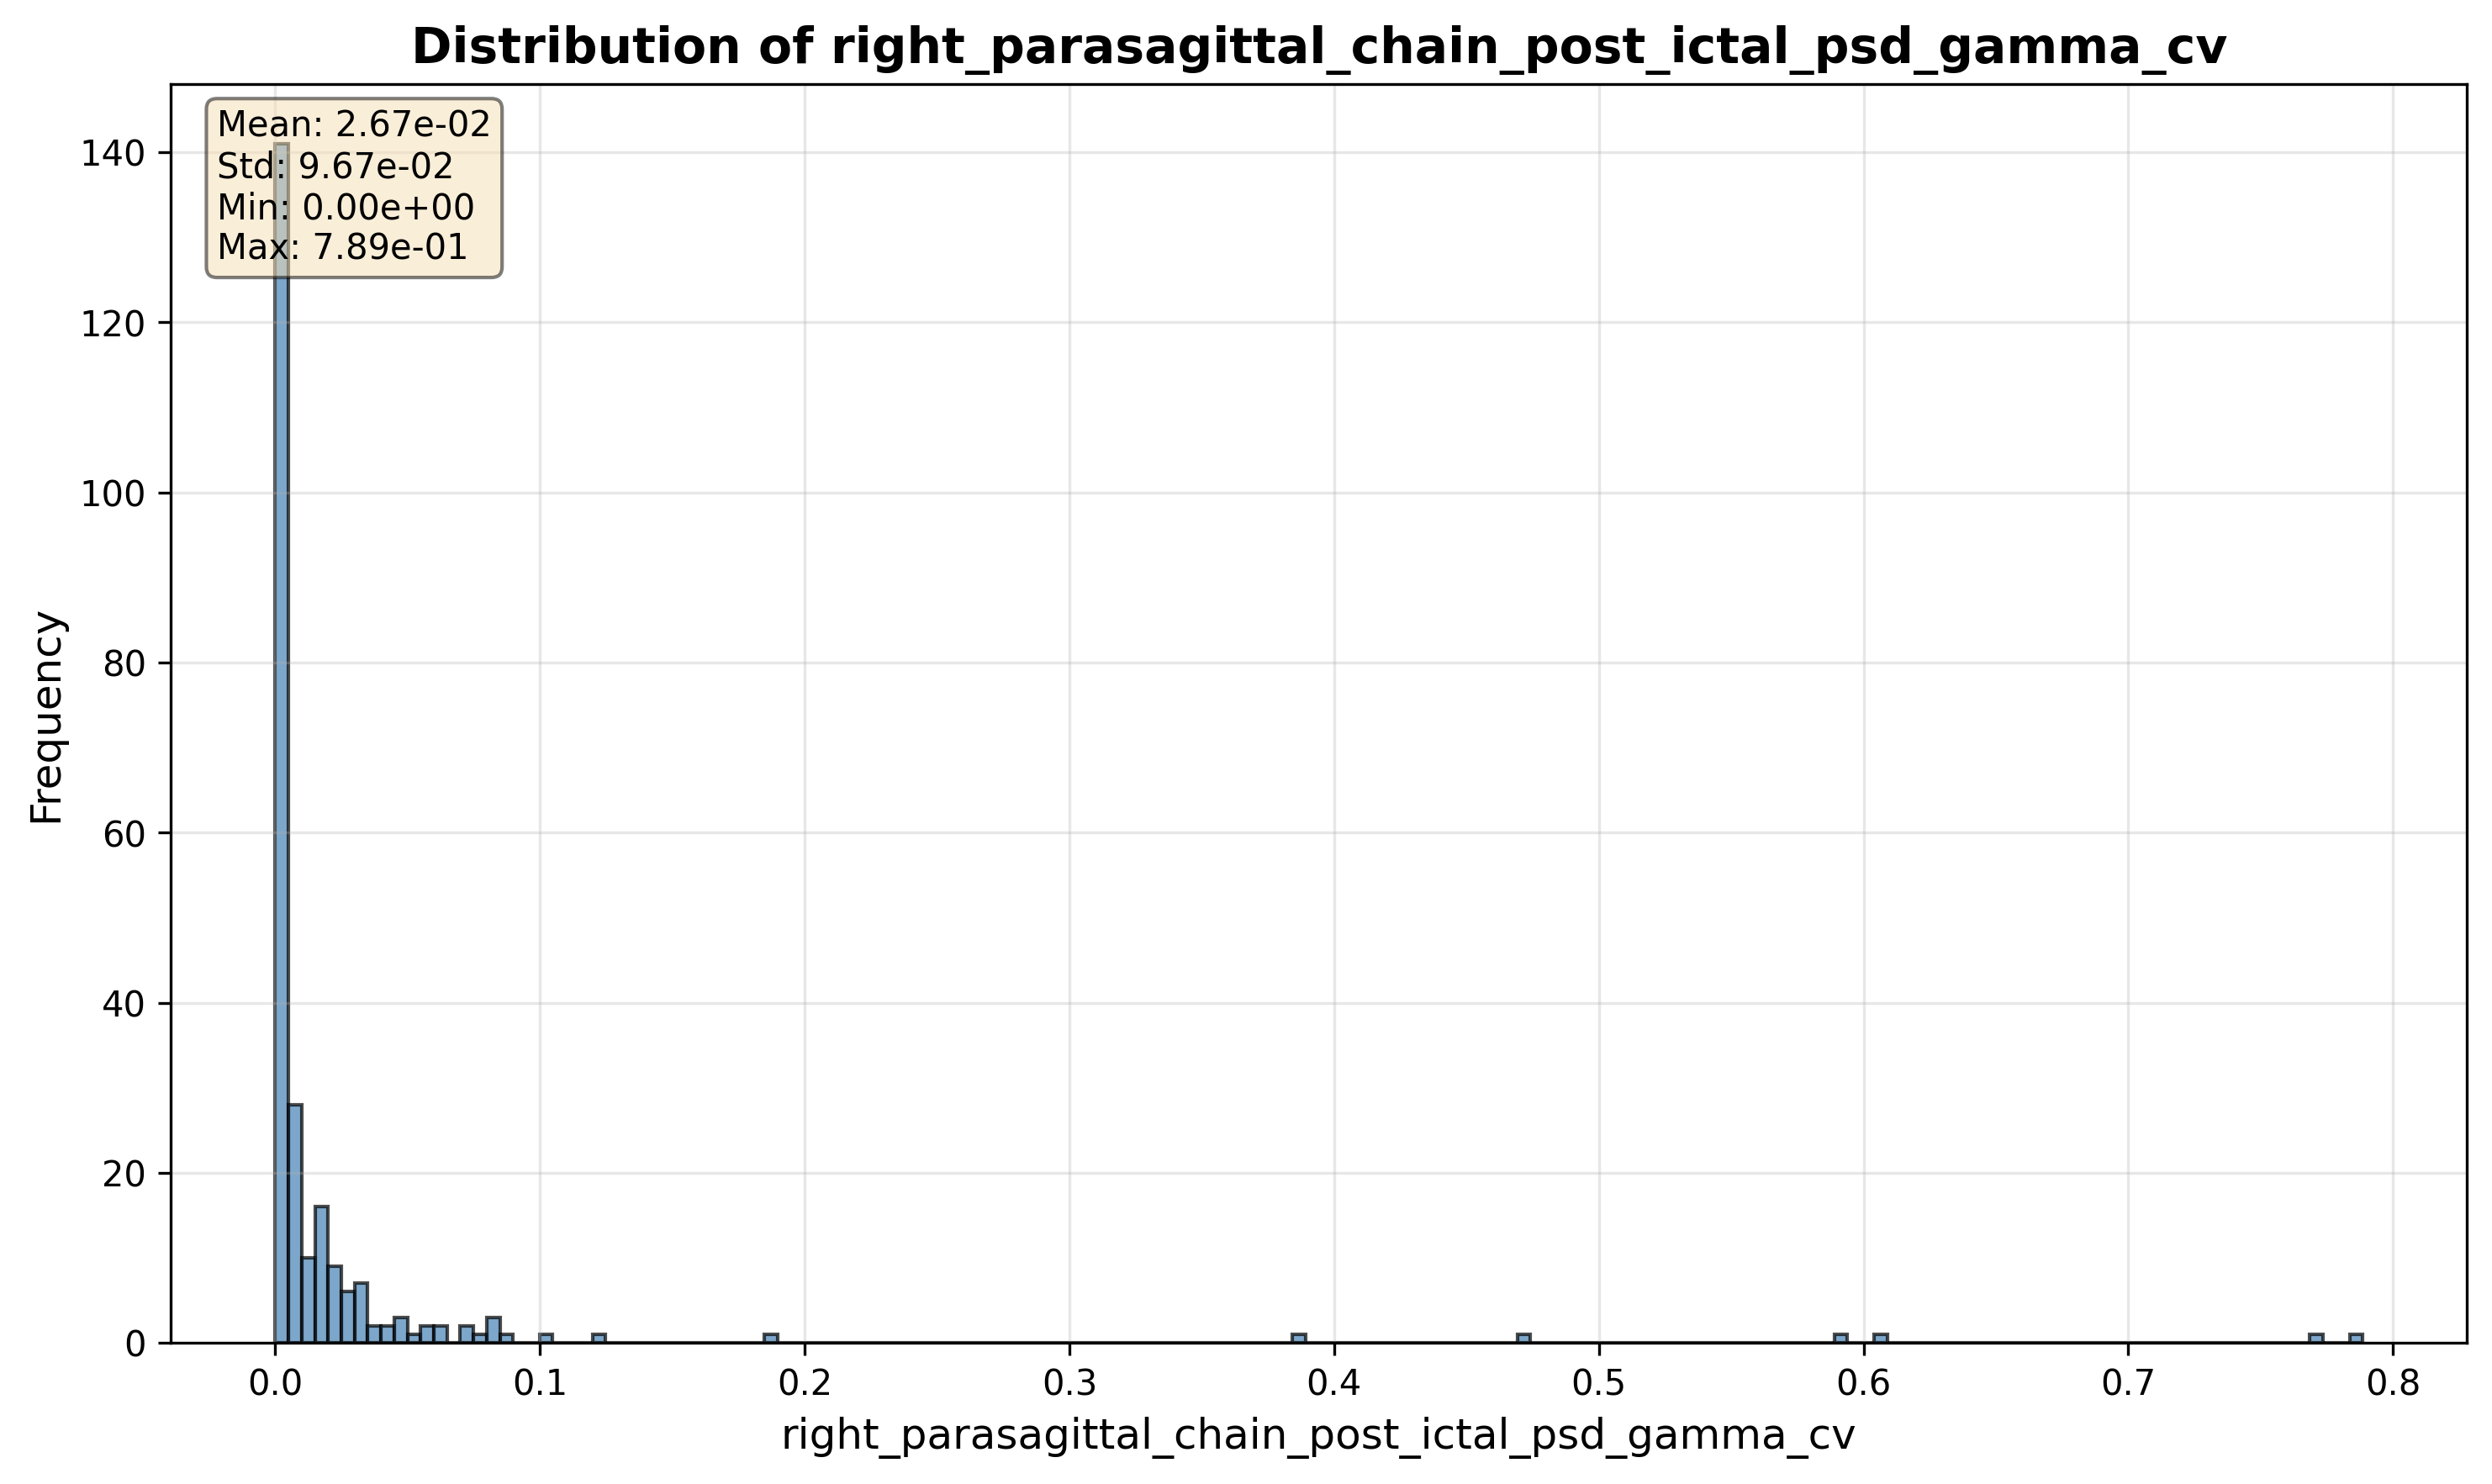 Distribution of right_parasagittal_chain_post_ictal_psd_gamma_cv
Mean: 2.67e-02
Std: 9.67e-02
Min: 0.00e+00
Max: 7.89e-01
140
120
100
80
60
40
20
0
Frequency
0.0 0.1 0.2 0.3 0.4 0.5 0.6 0.7 0.8
right_parasagittal_chain_post_ictal_psd_gamma_cv